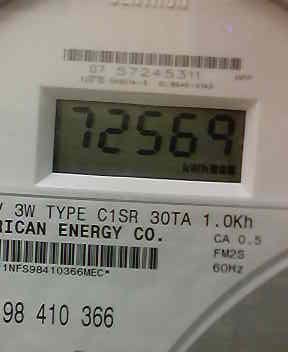 07 57245311
72569
kWh 888
V 3W TYPE C1SR 30TA 1.0Kh
RICAN ENERGY CO.
CA 0.5
FM2S
60Hz
1NFS98410366MEC*
98 410 366